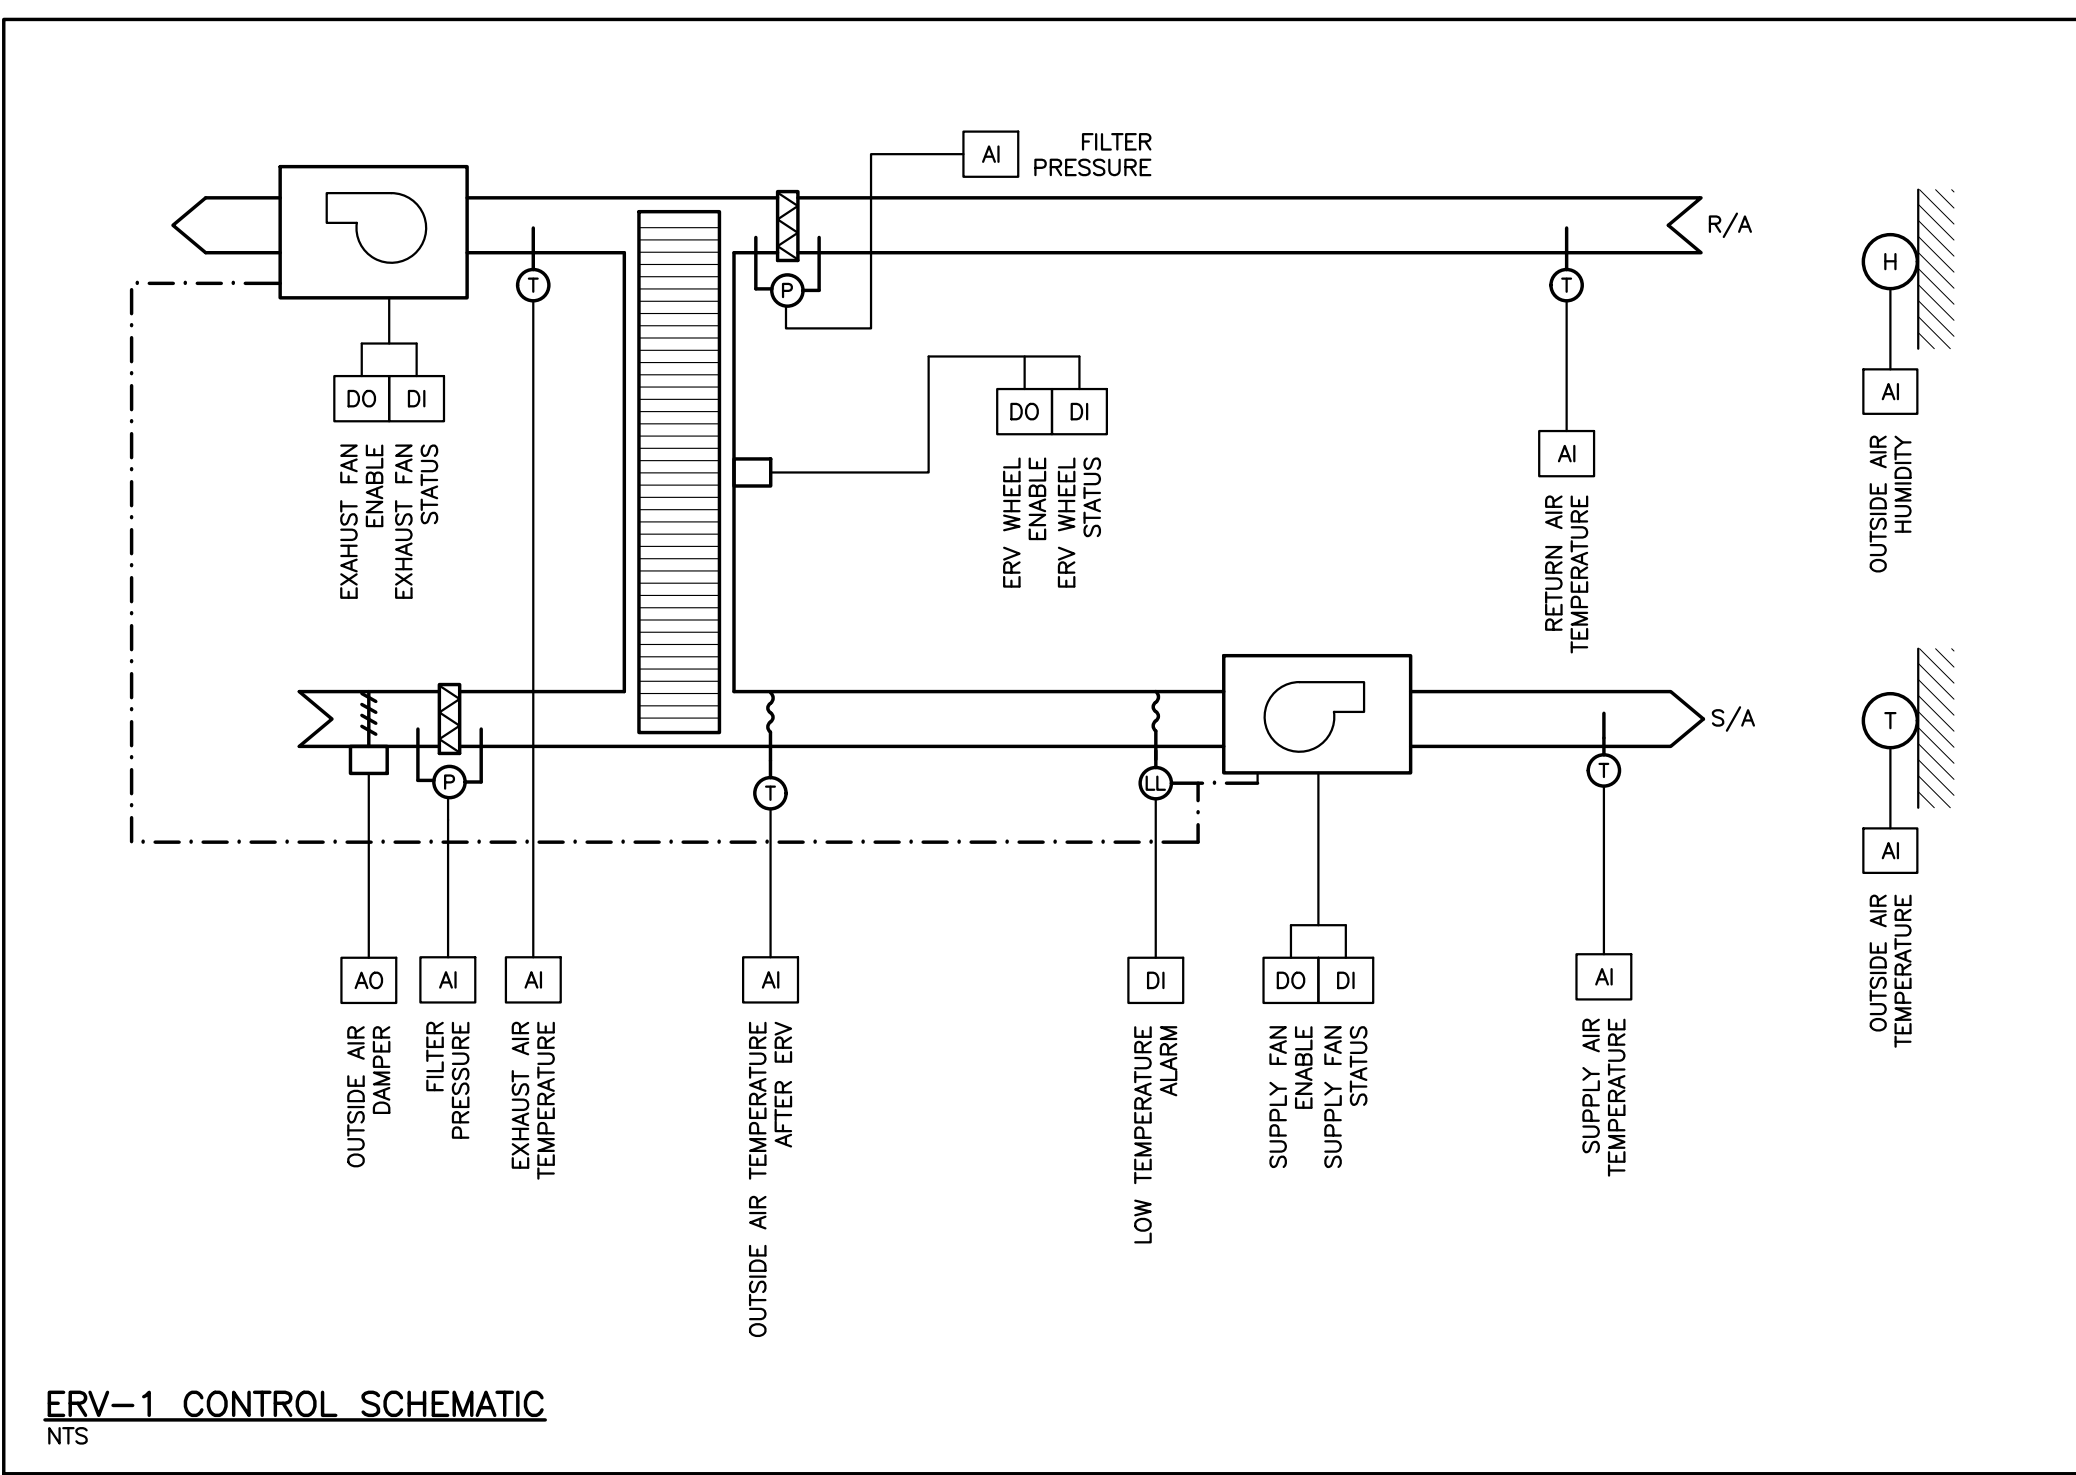 AI
FILTER
PRESSURE
R/A
H
T
P
T
DO
DI
DO
DI
AI
AI
EXAHUST FAN
ENABLE
EXHAUST FAN
STATUS
ERV WHEEL
ENABLE
ERV WHEEL
STATUS
RETURN AIR
TEMPERATURE
OUTSIDE AIR
HUMIDITY
S/A
T
P
T
LL
T
AI
OUTSIDE AIR
TEMPERATURE
AO
AI
AI
AI
DI
DO
DI
AI
OUTSIDE AIR
DAMPER
FILTER
PRESSURE
EXHAUST AIR
TEMPERATURE
OUTSIDE AIR TEMPERATURE
AFTER ERV
LOW TEMPERATURE
ALARM
SUPPLY FAN
ENABLE
SUPPLY FAN
STATUS
SUPPLY AIR
TEMPERATURE
ERV-1 CONTROL SCHEMATIC
NTS